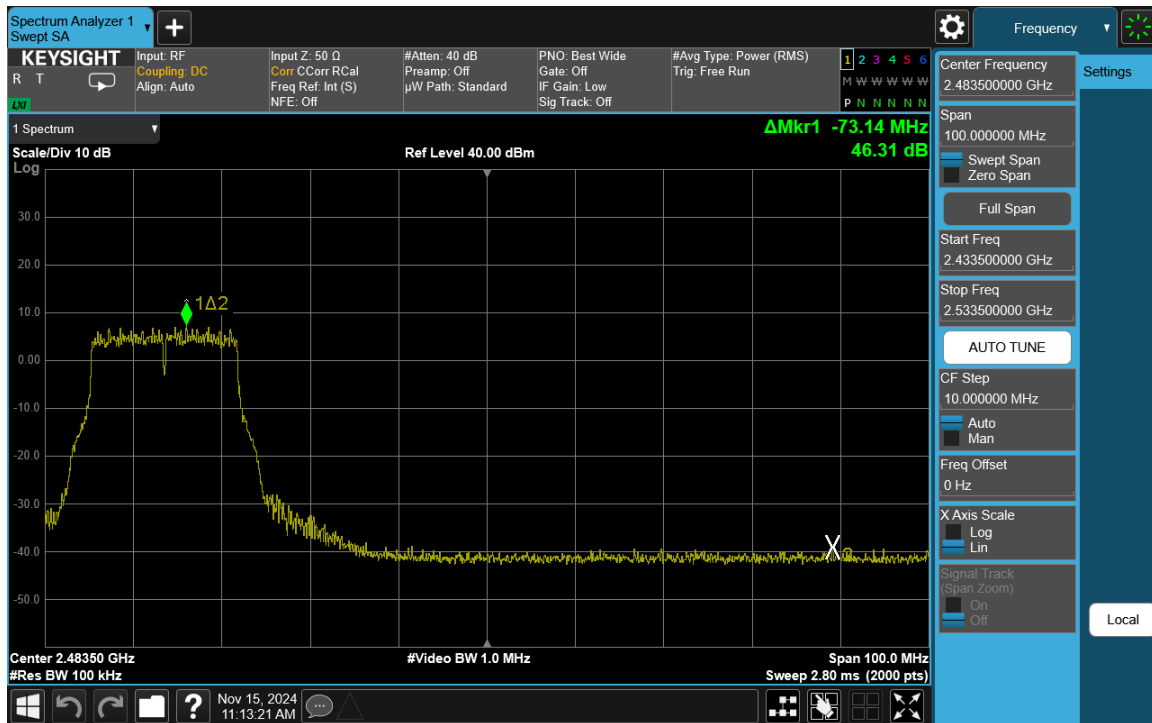 Spectrum Analyzer 1
Swept SA
Frequency
KEYSIGHT
R T
LXI
Input: RF
Coupling: DC
Align: Auto
Input Z: 50 Ω
Corr CCorr RCal
Freq Ref: Int (S)
NFE: Off
#Atten: 40 dB
Preamp: Off
µW Path: Standard
PNO: Best Wide
Gate: Off
IF Gain: Low
Sig Track: Off
#Avg Type: Power (RMS)
Trig: Free Run
1 2 3 4 5 6
M W W W W W
P N N N N N
1 Spectrum
Scale/Div 10 dB
Log
Ref Level 40.00 dBm
ΔMkr1 -73.14 MHz
46.31 dB
30.0
20.0
10.0
0.00
-10.0
-20.0
-30.0
-40.0
-50.0
1Δ2
X
Center 2.48350 GHz
#Res BW 100 kHz
#Video BW 1.0 MHz
Span 100.0 MHz
Sweep 2.80 ms (2000 pts)
Center Frequency
2.483500000 GHz
Span
100.000000 MHz
Swept Span
Zero Span
Full Span
Start Freq
2.433500000 GHz
Stop Freq
2.533500000 GHz
AUTO TUNE
CF Step
10.000000 MHz
Auto
Man
Freq Offset
0 Hz
X Axis Scale
Log
Lin
Signal Track
(Span Zoom)
On
Off
Settings
Local
?
Nov 15, 2024
11:13:21 AM